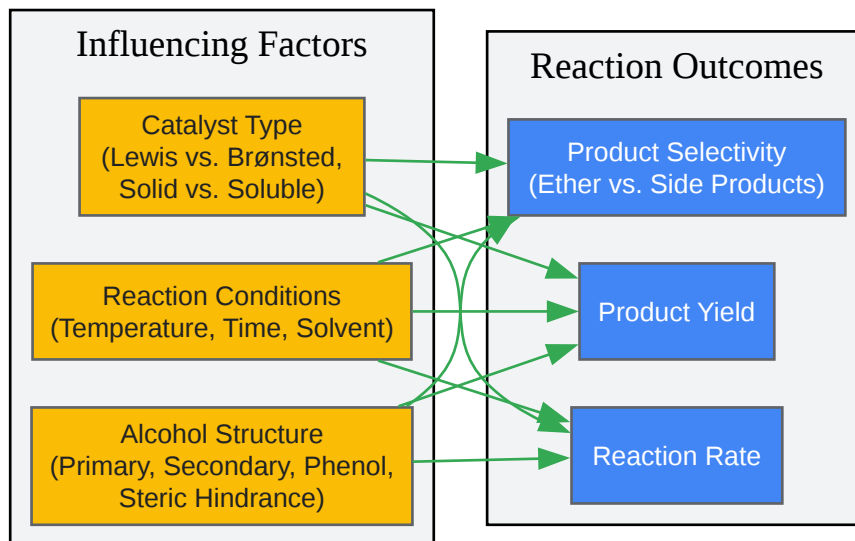 Influencing Factors
Catalyst Type
(Lewis vs. Brønsted,
Solid vs. Soluble)
Reaction Conditions
(Temperature, Time, Solvent)
Alcohol Structure
(Primary, Secondary, Phenol,
Steric Hindrance)
Reaction Outcomes
Product Selectivity
(Ether vs. Side Products)
Product Yield
Reaction Rate